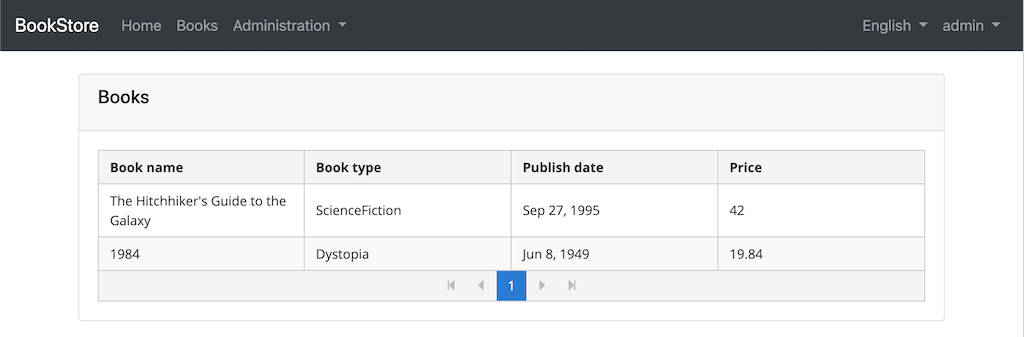 BookStore Home Books Administration English admin
Books
Book name Book type Publish date Price
The Hitchhiker's Guide to the
Galaxy
ScienceFiction Sep 27, 1995 42
1984 Dystopia Jun 8, 1949 19.84
1